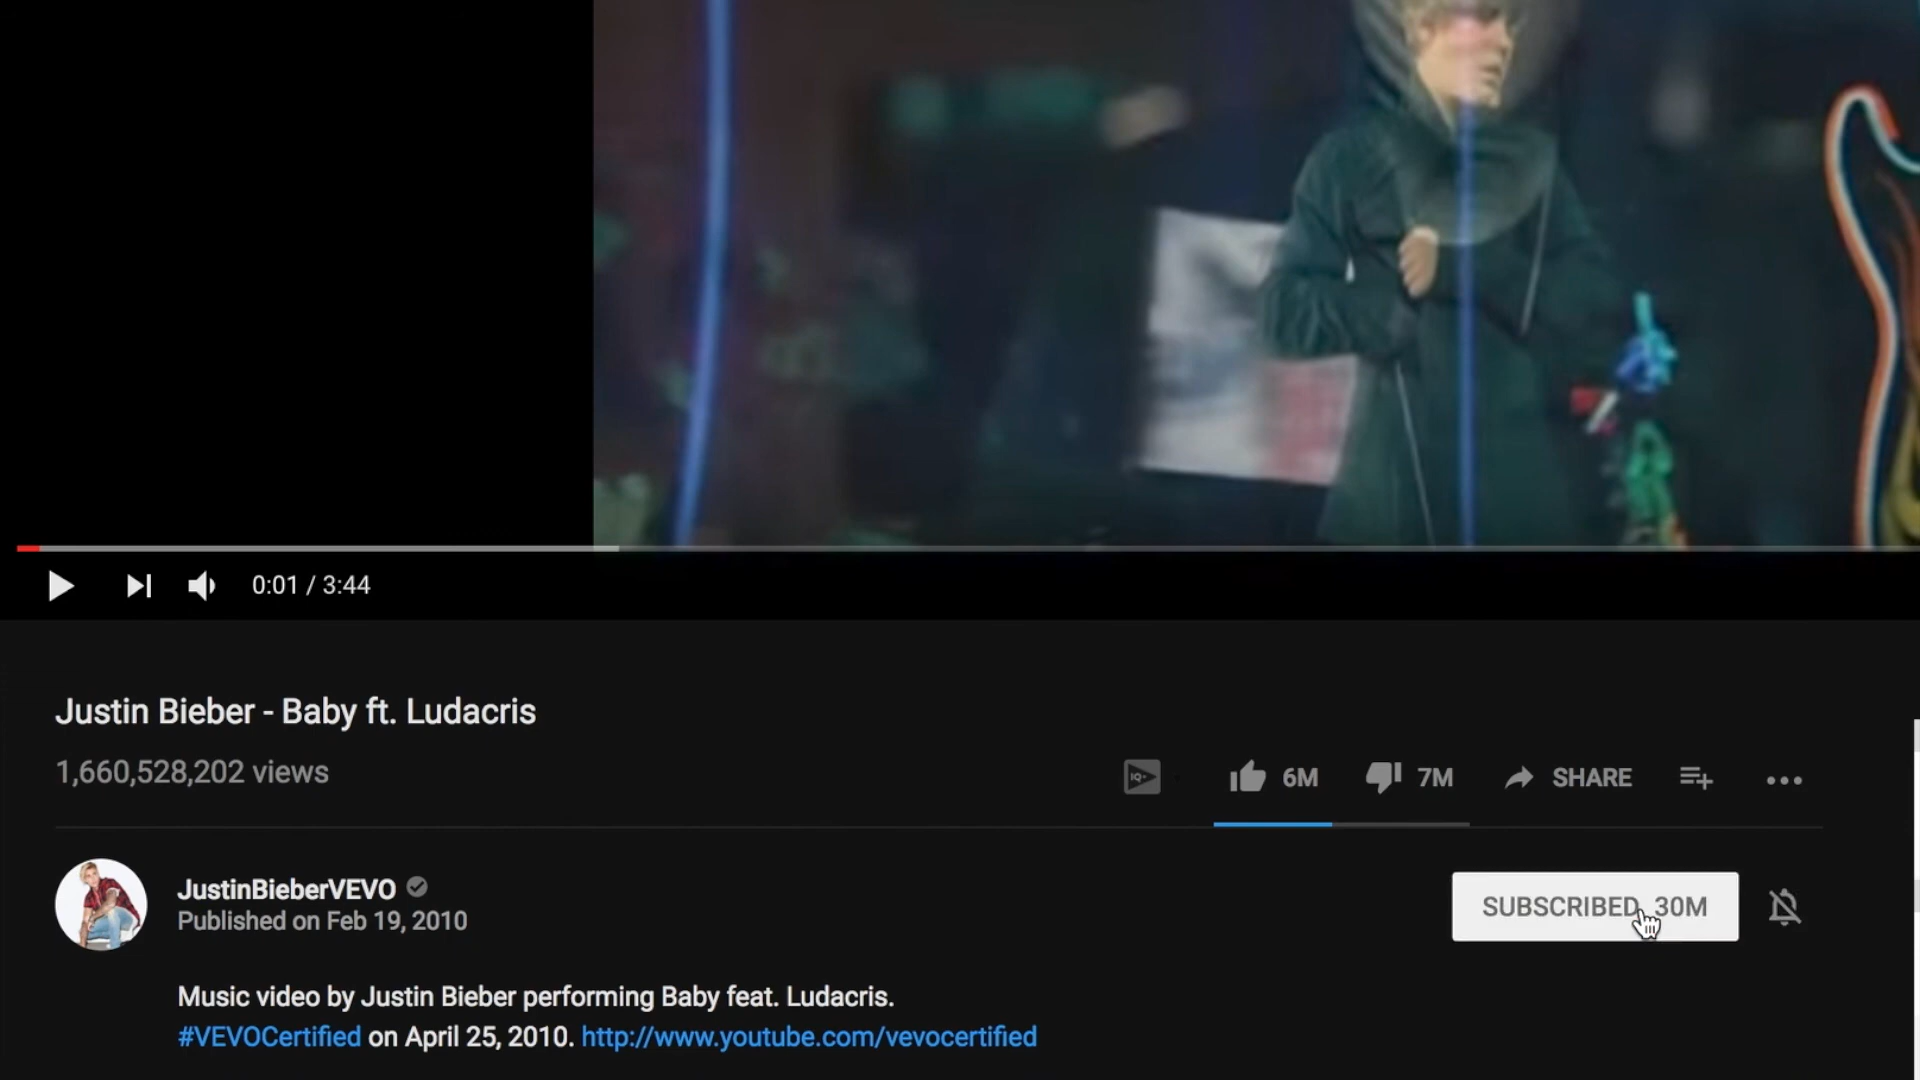 0:01 / 3:44
Justin Bieber - Baby ft. Ludacris
1,660,528,202 views
IQ
6M
7M
SHARE
JustinBieberVEVO
Published on Feb 19, 2010
SUBSCRIBED 30M
Music video by Justin Bieber performing Baby feat. Ludacris.
#VEVOCertified on April 25, 2010. http://www.youtube.com/vevocertified